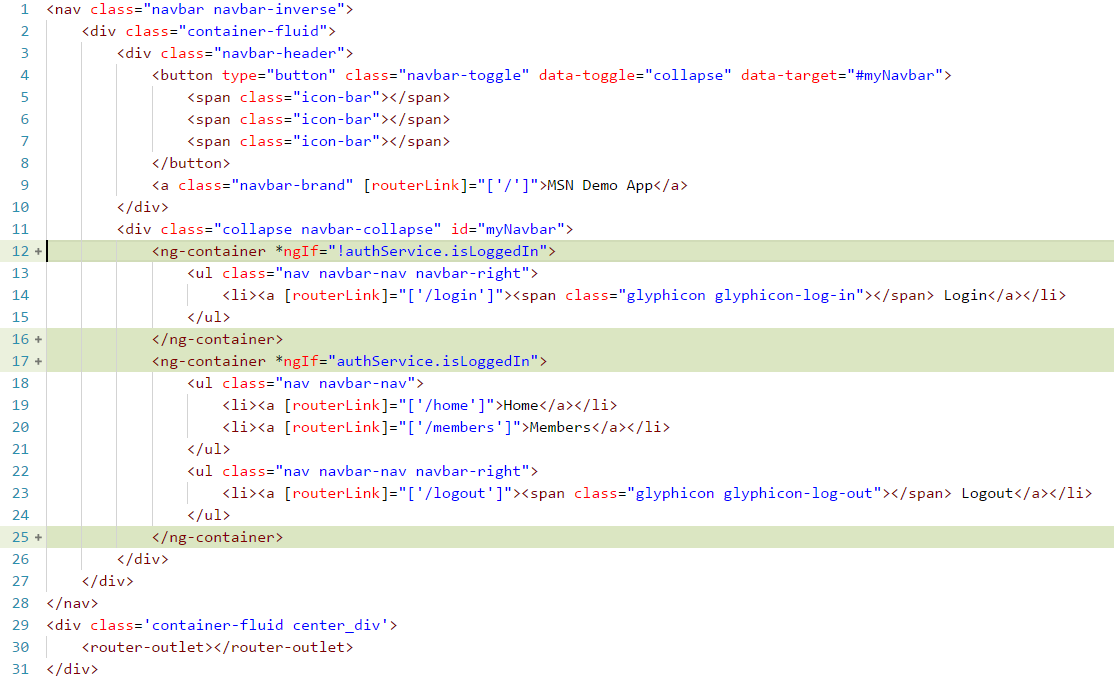 1 <nav class="navbar navbar-inverse">
2     <div class="container-fluid">
3         <div class="navbar-header">
4             <button type="button" class="navbar-toggle" data-toggle="collapse" data-target="#myNavbar">
5                 <span class="icon-bar"></span>
6                 <span class="icon-bar"></span>
7                 <span class="icon-bar"></span>
8             </button>
9             <a class="navbar-brand" [routerLink]="['/']">MSN Demo App</a>
10         </div>
11         <div class="collapse navbar-collapse" id="myNavbar">
12 +             <ng-container *ngIf="!authService.isLoggedIn">
13                 <ul class="nav navbar-nav navbar-right">
14                     <li><a [routerLink]="['/login']"><span class="glyphicon glyphicon-log-in"></span> Login</a></li>
15                 </ul>
16 +             </ng-container>
17 +             <ng-container *ngIf="authService.isLoggedIn">
18                 <ul class="nav navbar-nav">
19                     <li><a [routerLink]="['/home']">Home</a></li>
20                     <li><a [routerLink]="['/members']">Members</a></li>
21                 </ul>
22                 <ul class="nav navbar-nav navbar-right">
23                     <li><a [routerLink]="['/logout']"><span class="glyphicon glyphicon-log-out"></span> Logout</a></li>
24                 </ul>
25 +             </ng-container>
26         </div>
27     </div>
28 </nav>
29 <div class='container-fluid center_div'>
30     <router-outlet></router-outlet>
31 </div>